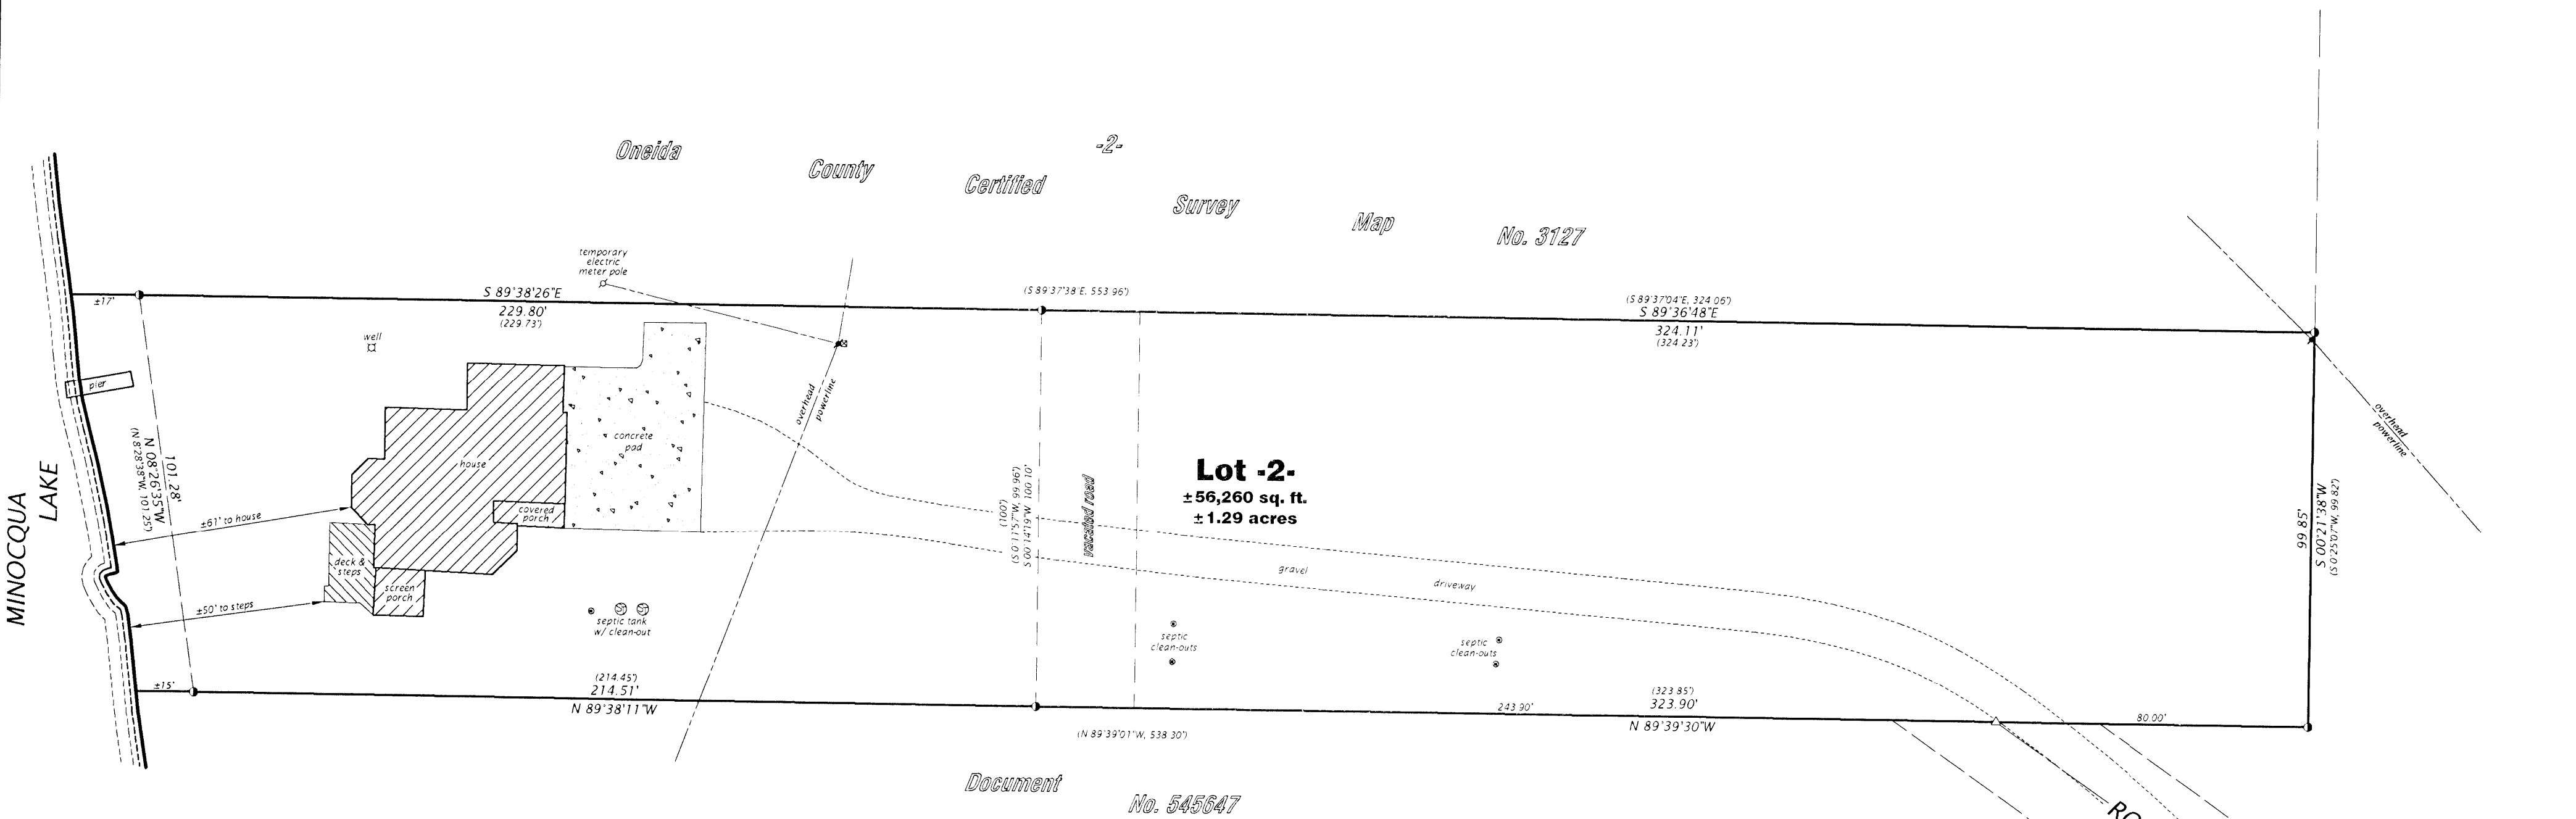 -2-
Oneida
County
Certified
Survey
Map
No. 3127
temporary
electric
meter pole
±17'
S 89°38'26"E
229.80'
(229.73')
(S 89°37'38"E, 553.96')
(S 89°37'04"E, 324.06')
S 89°36'48"E
324.11'
(324.23')
well
pier
MINOCQUA
LAKE
101.28'
N 08°26'35"W
(N 8°28'38"W, 101.25')
house
concrete
pad
covered
porch
deck &
steps
screen
porch
±61' to house
±50' to steps
overhead
powerline
(100')
(S 0°11'57"W, 99.96')
S 00°14'19"W 100.10'
vacated road
Lot -2-
±56,260 sq. ft.
±1.29 acres
overhead
powerline
99.85'
S 00°21'38"W
(S 0°25'07"W, 99.82')
gravel
driveway
septic tank
w/ clean-out
septic
clean-outs
septic
clean-outs
±15'
(214.45')
214.51'
N 89°38'11"W
(323.85')
323.90'
N 89°39'30"W
243.90'
80.00'
(N 89°39'01"W, 538.30')
Document
No. 545647